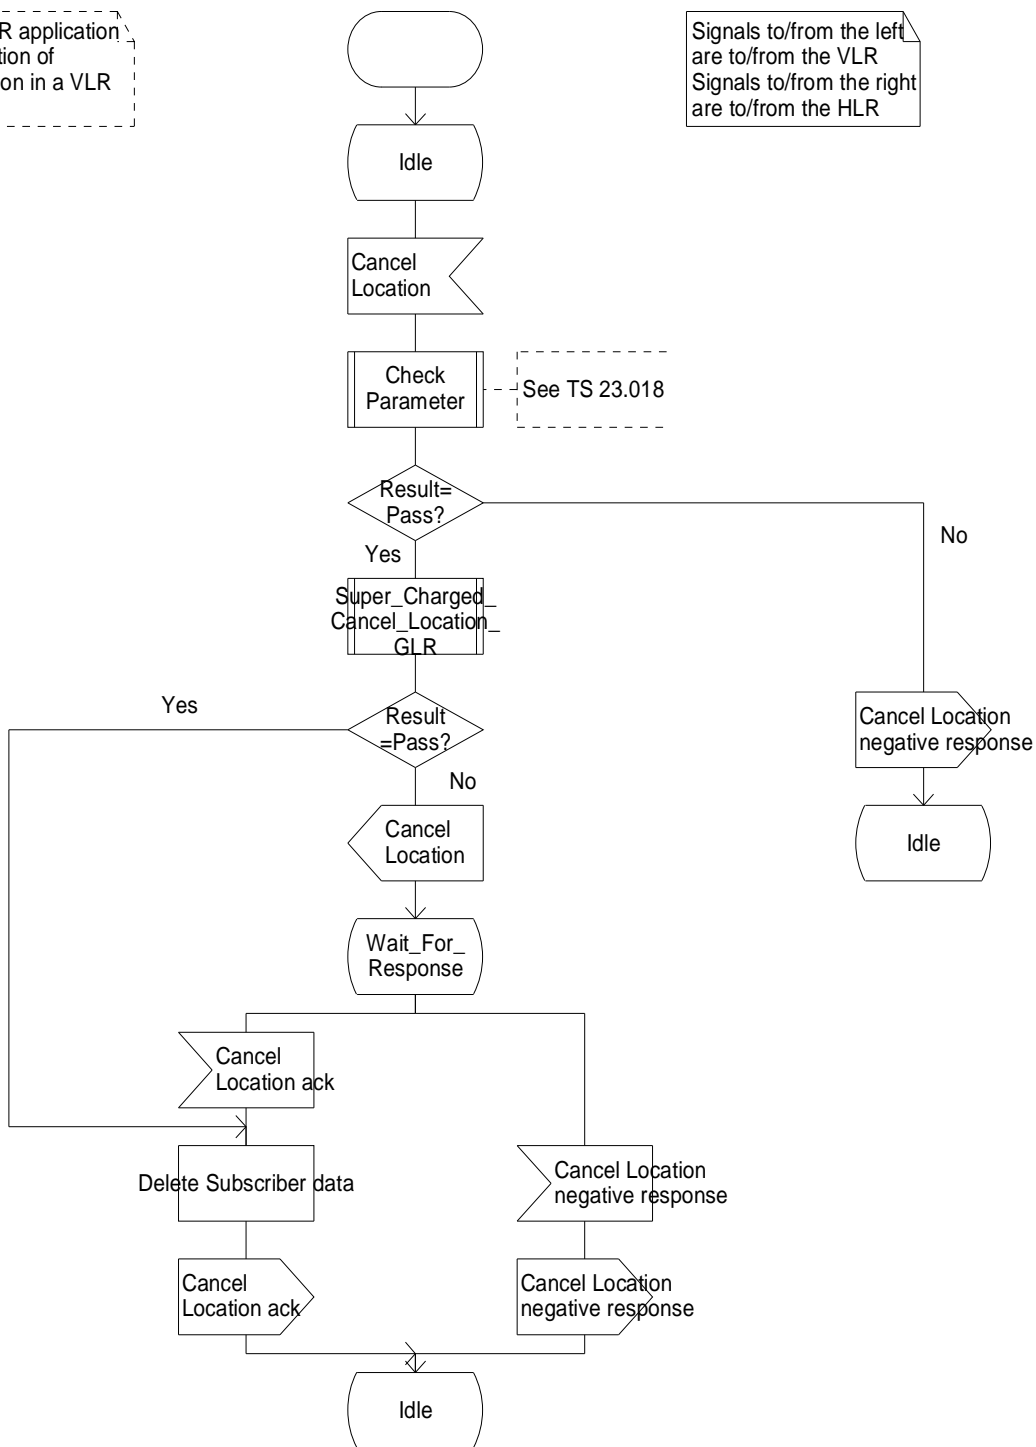 R application
tion of
on in a VLR
Signals to/from the left
are to/from the VLR
Signals to/from the right
are to/from the HLR
Idle
Cancel
Location
Check
Parameter
See TS 23.018
Result=
Pass?
No
Yes
Super_Charged_
Cancel_Location_
GLR
Yes
Result
=Pass?
Cancel Location
negative response
No
Cancel
Location
Idle
Wait_For_
Response
Cancel
Location ack
Delete Subscriber data
Cancel Location
negative response
Cancel
Location ack
Cancel Location
negative response
Idle